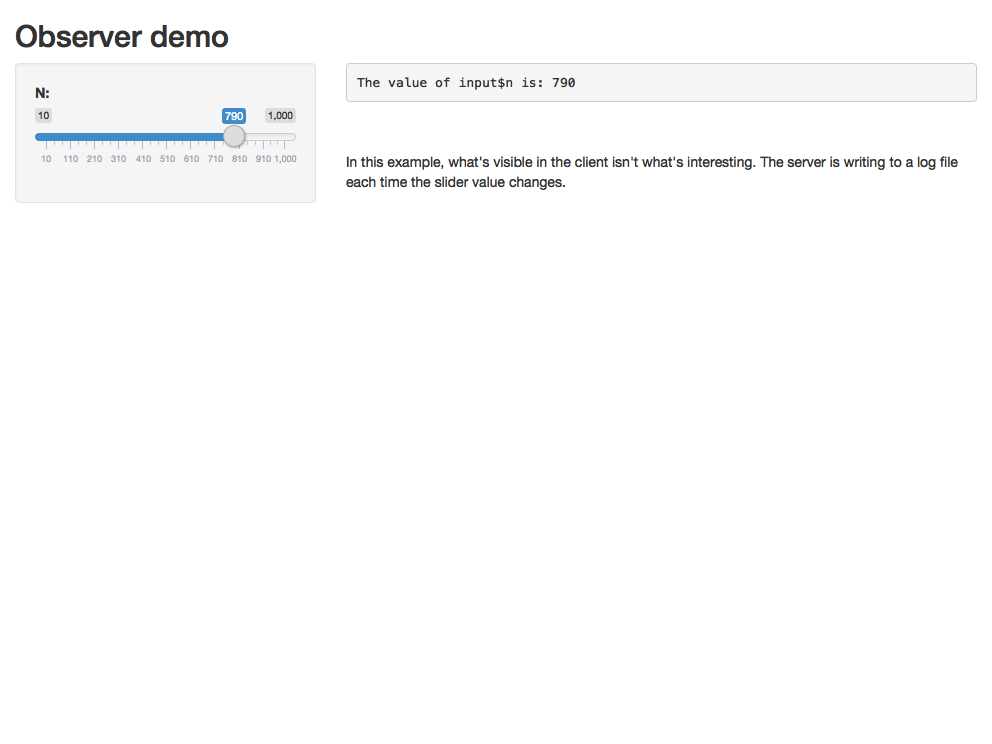 Observer demo
N:
10 790 1,000
10 110 210 310 410 510 610 710 810 910 1,000
The value of input$n is: 790
In this example, what's visible in the client isn't what's interesting. The server is writing to a log file
each time the slider value changes.